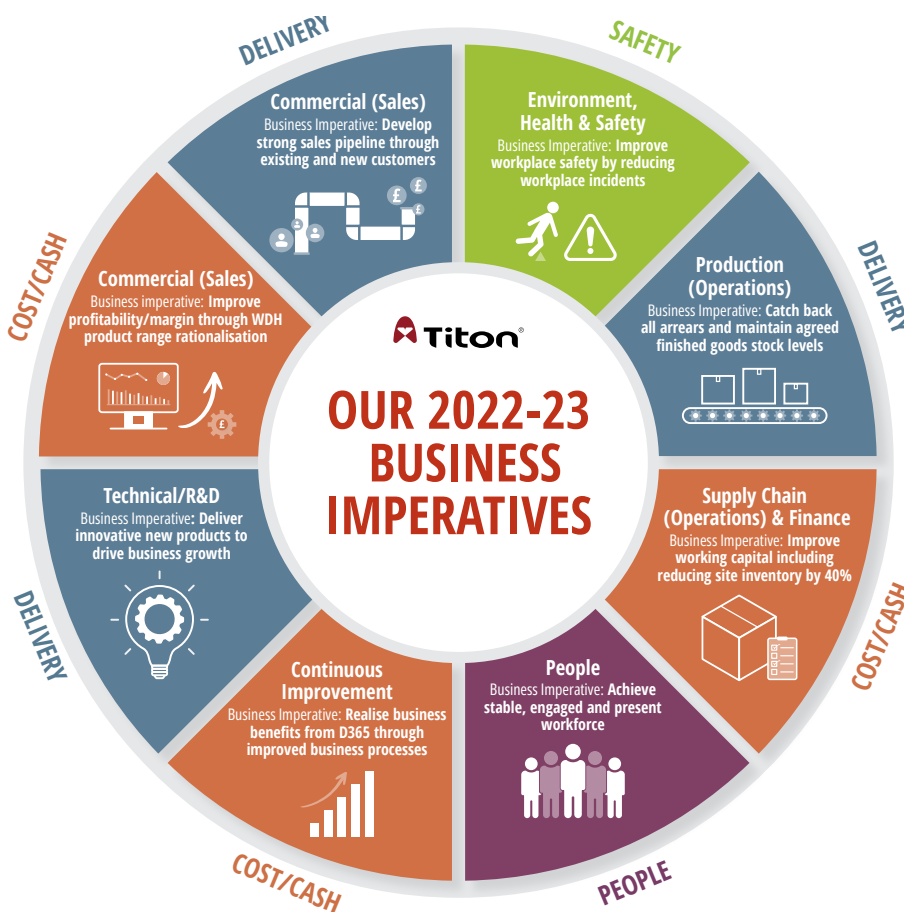 DELIVERY
Commercial (Sales)
Business Imperative: Develop
strong sales pipeline through
existing and new customers
£
£
£
SAFETY
Environment,
Health & Safety
Business Imperative: Improve
workplace safety by reducing
workplace incidents
DELIVERY
Production
(Operations)
Business Imperative: Catch back
all arrears and maintain agreed
finished goods stock levels
COST/CASH
Supply Chain
(Operations) & Finance
Business Imperative: Improve
working capital including
reducing site inventory by 40%
PEOPLE
People
Business Imperative: Achieve
stable, engaged and present
workforce
COST/CASH
Continuous
Improvement
Business Imperative: Realise business
benefits from D365 through
improved business processes
DELIVERY
Technical/R&D
Business Imperative: Deliver
innovative new products to
drive business growth
COST/CASH
Commercial (Sales)
Business imperative: Improve
profitability/margin through WDH
product range rationalisation
£
Titon®
OUR 2022-23
BUSINESS
IMPERATIVES